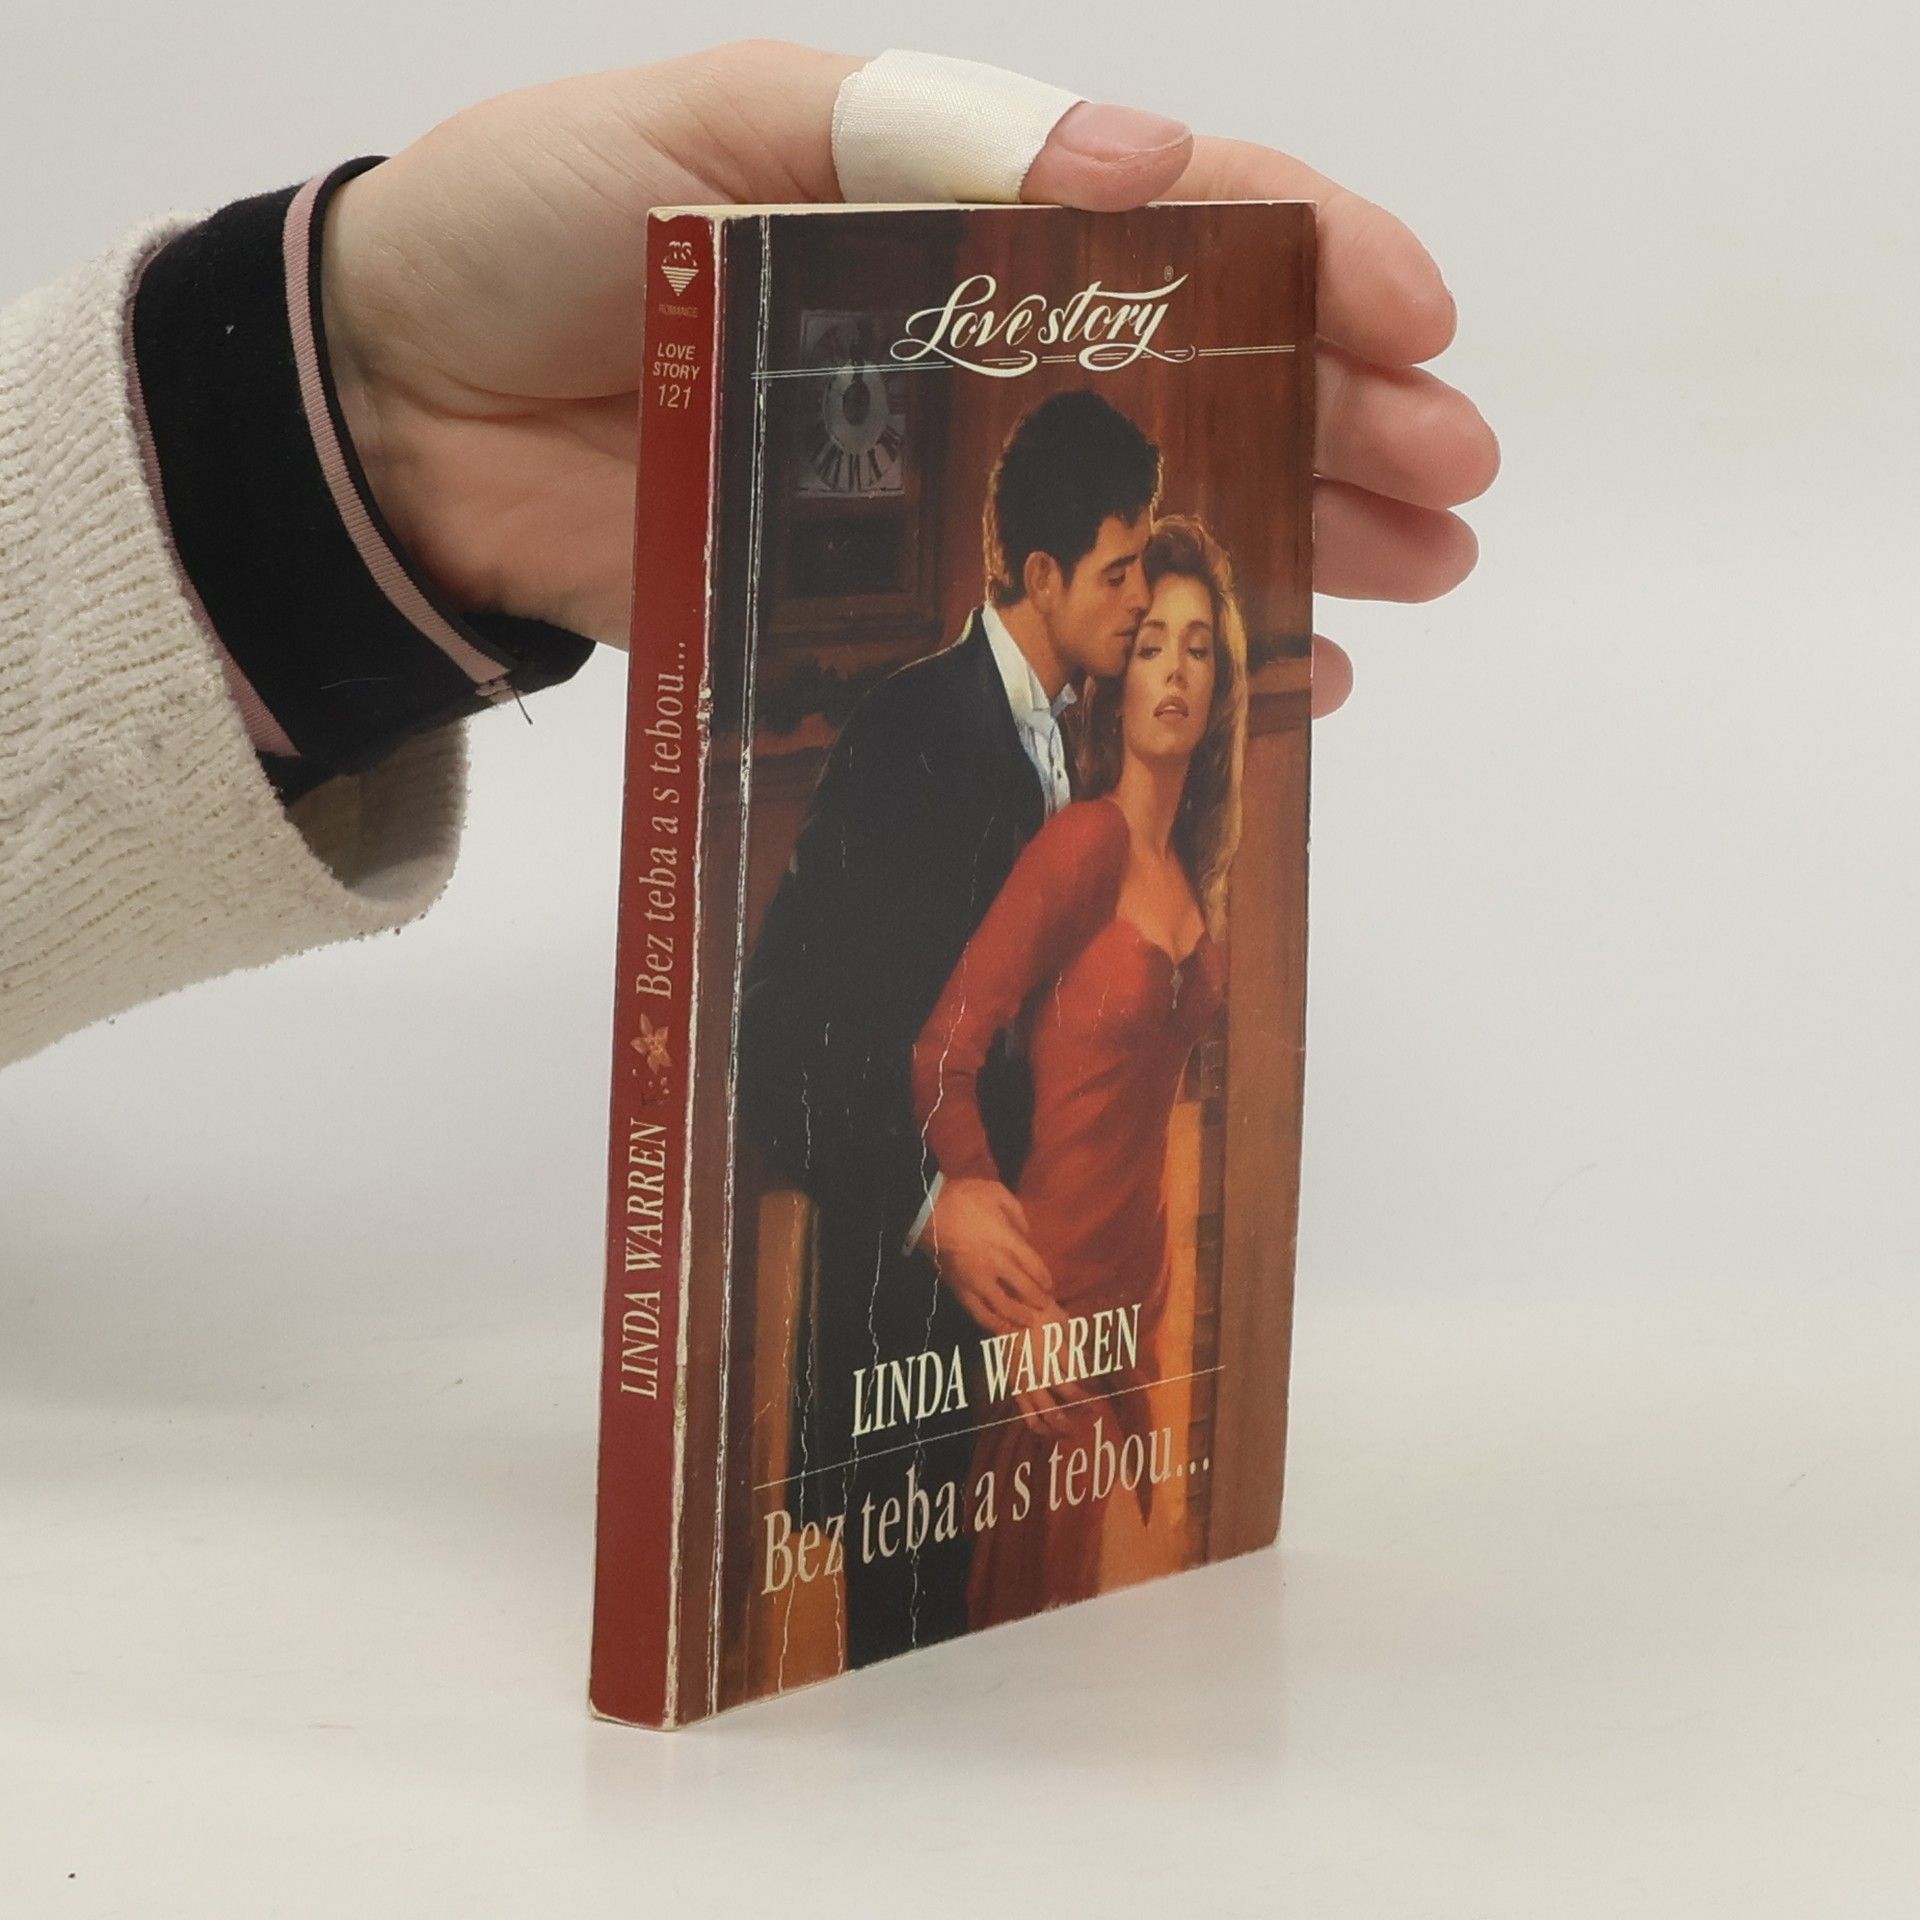 ROMANCE
LOVE
STORY
121
LINDA WARREN Bez teba a s tebou...
Love story®
LINDA WARREN
Bez teba a s tebou...